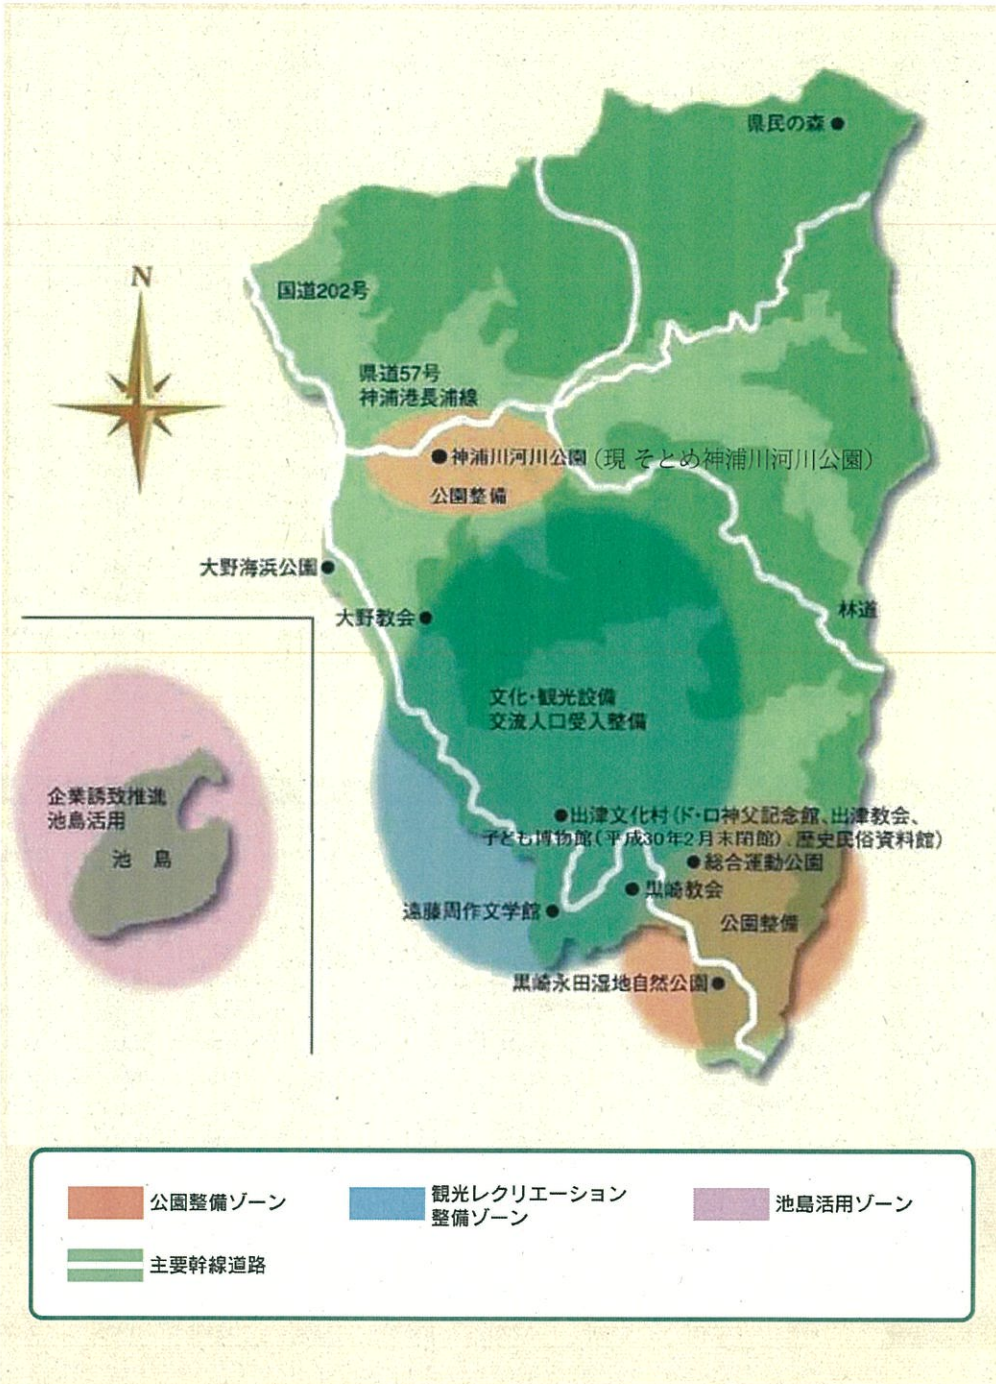 県民の森
N
国道202号
県道57号
神浦港長浦線
神浦川河川公園(現 そとめ神浦川河川公園)
公園整備
大野海浜公園
大野教会
林道
文化・観光設備
交流人口受入整備
企業誘致推進
池島活用
池 島
出津文化村(ド・ロ神父記念館、出津教会、
子ども博物館(平成30年2月末閉館)、歴史民俗資料館)
総合運動公園
黒崎教会
遠藤周作文学館
公園整備
黒崎永田湿地自然公園
公園整備ゾーン
観光レクリエーション
整備ゾーン
池島活用ゾーン
主要幹線道路